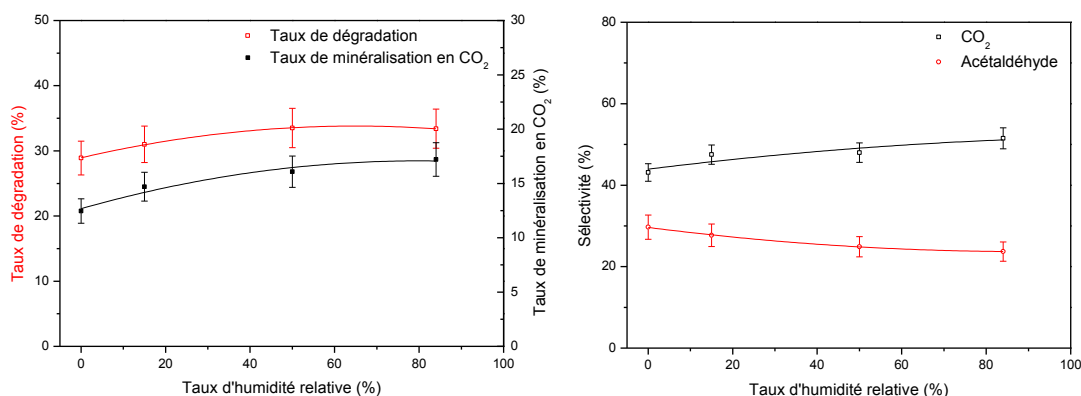 Taux de dégradation
Taux de minéralisation en CO₂
Taux de dégradation (%)
50
40
30
20
10
0
30
25
20
15
10
5
0
Taux de minéralisation en CO₂ (%)
0 20 40 60 80 100
Taux d'humidité relative (%)
CO₂
Acétaldéhyde
Sélectivité (%)
80
60
40
20
0
0 20 40 60 80 100
Taux d'humidité relative (%)